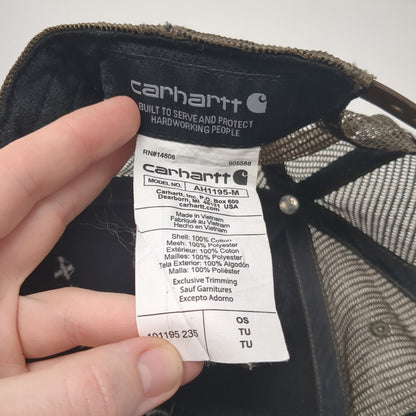 carhartt
BUILT TO SERVE AND PROTECT
HARDWORKING PEOPLE
RN#14806 905588
carhartt
MODEL NO. AH1195-M
Carhartt, Inc. P.O. Box 600
Dearborn, MI 48121 USA
Made in Vietnam
Fabriqué au Vietnam
Hecho en Vietnam
Shell: 100% Cotton
Mesh: 100% Polyester
Extérieur: 100% Coton
Mailles: 100% Polyester
Tela Exterior: 100% Algodón
Malla: 100% Poliéster
Exclusive Trimming
Sauf Garnitures
Excepto Adorno
101195 235
OS
TU
TU